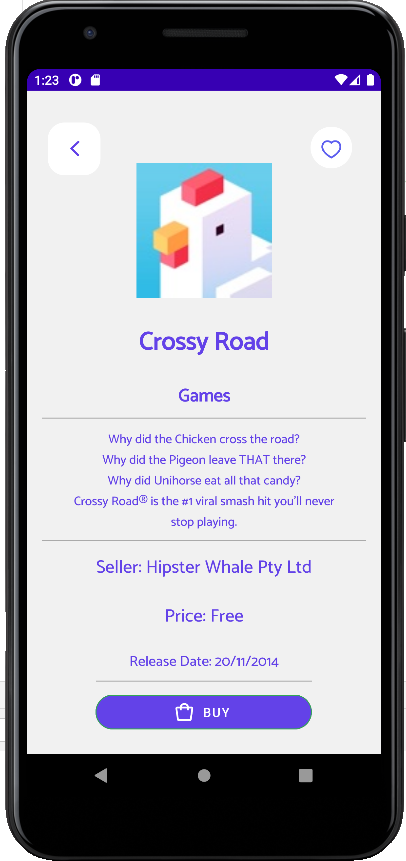 1:23
Crossy Road
Games
Why did the Chicken cross the road?
Why did the Pigeon leave THAT there?
Why did Unihorse eat all that candy?
Crossy Road® is the #1 viral smash hit you'll never
stop playing.
Seller: Hipster Whale Pty Ltd
Price: Free
Release Date: 20/11/2014
BUY